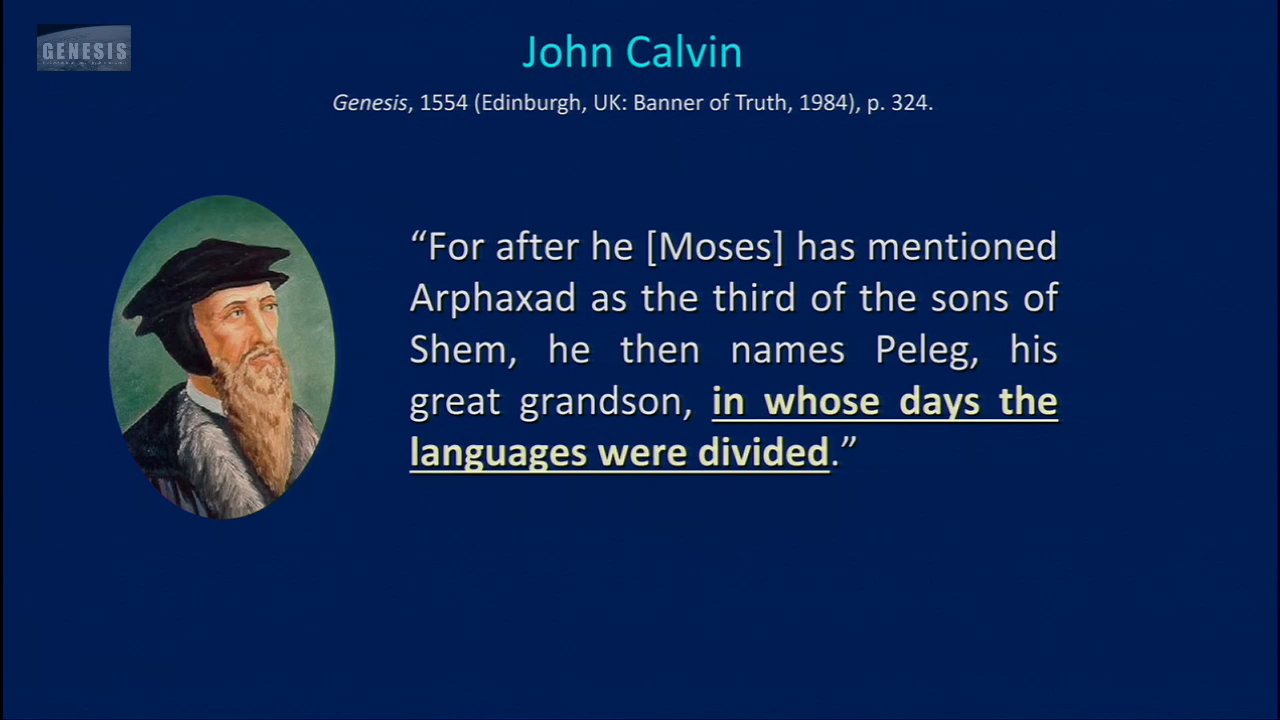 GENESIS
John Calvin
Genesis, 1554 (Edinburgh, UK: Banner of Truth, 1984), p. 324.
“For after he [Moses] has mentioned
Arphaxad as the third of the sons of
Shem, he then names Peleg, his
great grandson, in whose days the
languages were divided.”